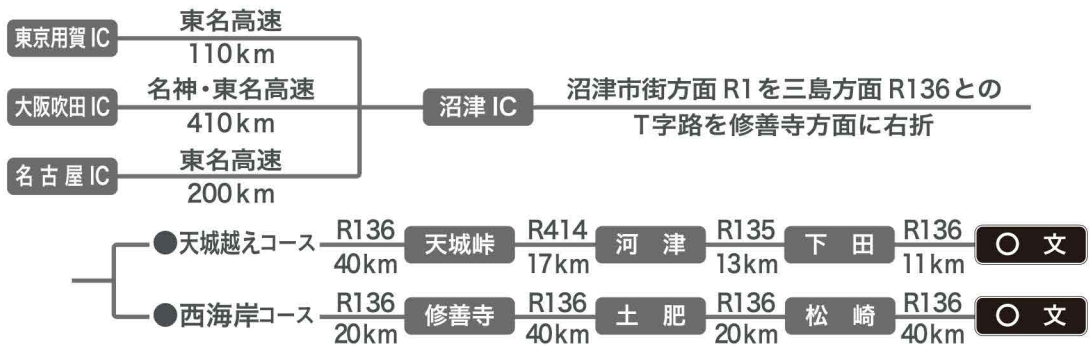 東京用賀 IC
東名高速
110km
大阪吹田 IC
名神・東名高速
410km
名古屋 IC
東名高速
200km
沼津 IC
沼津市街方面 R1を三島方面 R136との
T字路を修善寺方面に右折
●天城越えコース R136 40km 天城峠 R414 17km 河津 R135 13km 下田 R136 11km 〇文
●西海岸コース R136 20km 修善寺 R136 40km 土肥 R136 20km 松崎 R136 40km 〇文